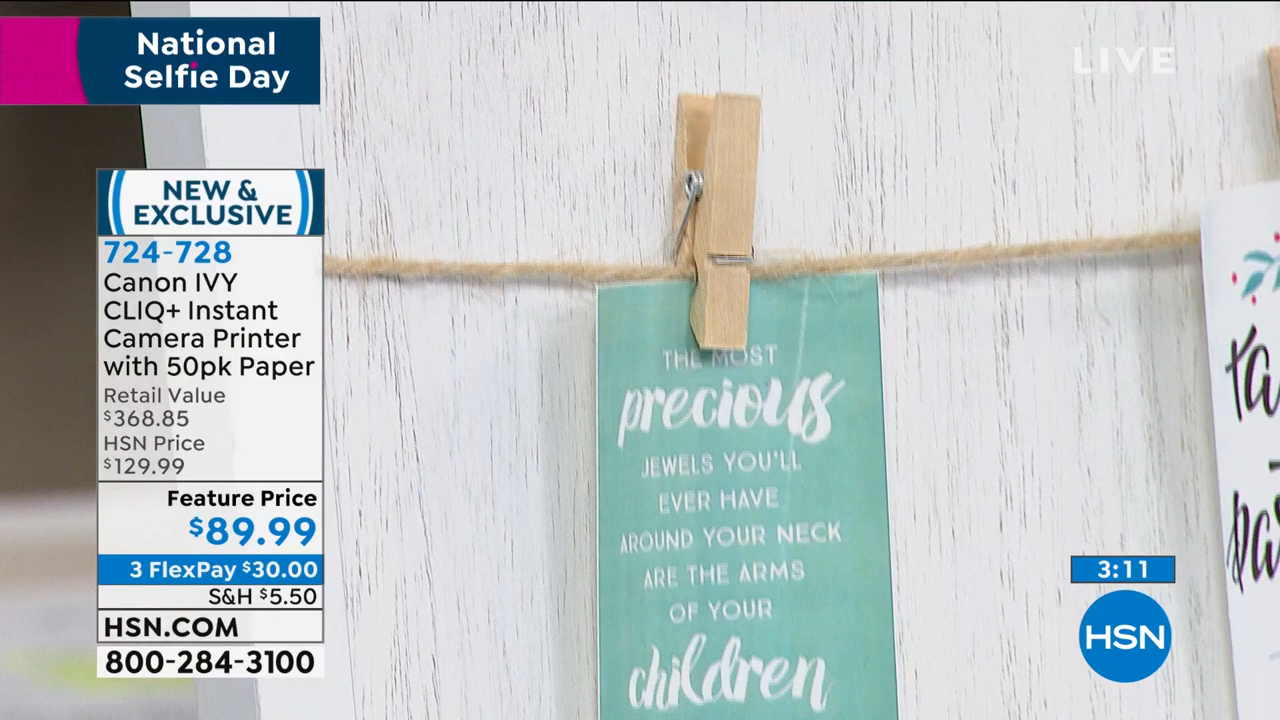 National
Selfie Day
LIVE
NEW &
EXCLUSIVE
724-728
Canon IVY
CLIQ+ Instant
Camera Printer
with 50pk Paper
Retail Value
$368.85
HSN Price
$129.99
Feature Price
$89.99
3 FlexPay $30.00
S&H $5.50
HSN.COM
800-284-3100
THE MOST
precious
JEWELS YOU'LL
EVER HAVE
AROUND YOUR NECK
ARE THE ARMS
OF YOUR
children
3:11
HSN